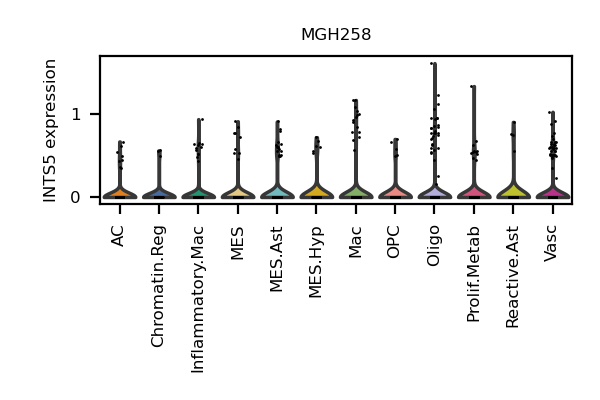 MGH258
INTS5 expression
1
0
AC
Chromatin.Reg
Inflammatory.Mac
MES
MES.Ast
MES.Hyp
Mac
OPC
Oligo
Prolif.Metab
Reactive.Ast
Vasc